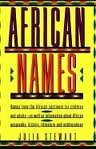 AFRICAN
NAMES
Names from the African continent for children
and adults—as well as information about African
geography, history, literature and anthropology
JULIA STEWART